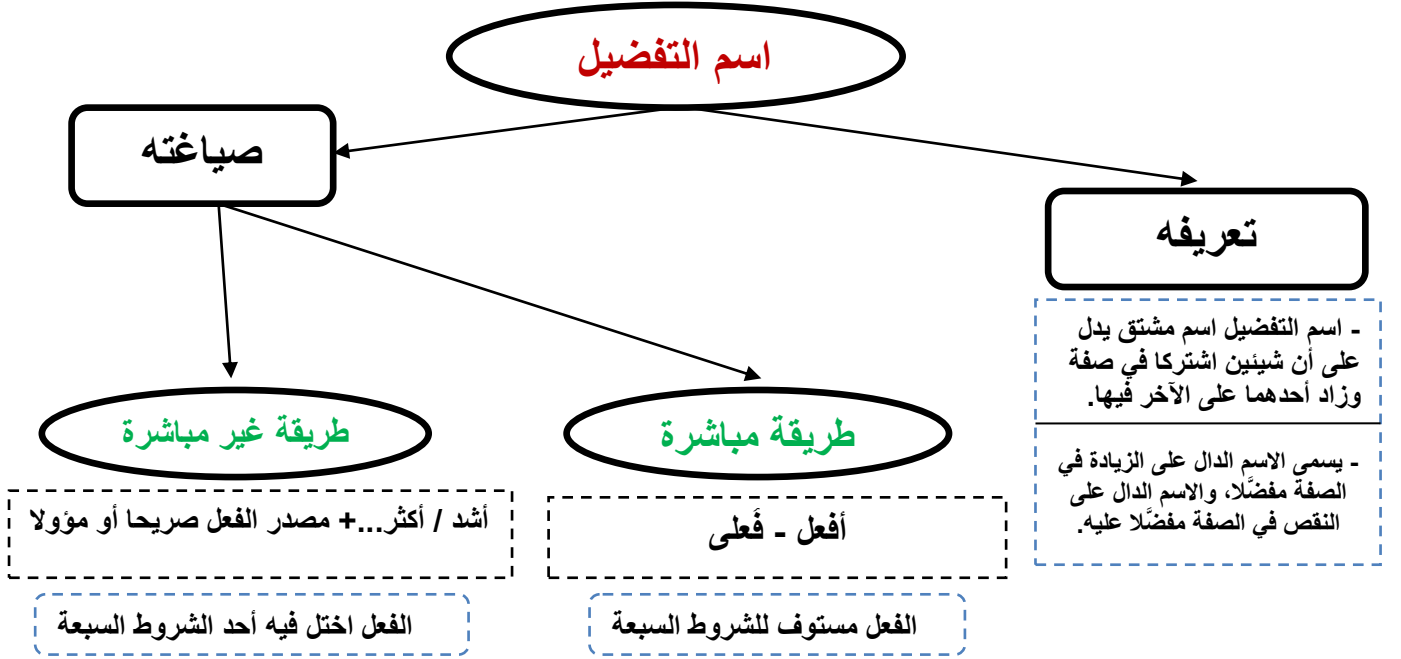 اسم التفضيل
تعريفه
- اسم التفضيل اسم مشتق يدل
على أن شيئين اشتركا في صفة
وزاد أحدهما على الآخر فيها.
- يسمى الاسم الدال على الزيادة في
الصفة مفضَّلا، والاسم الدال على
النقص في الصفة مفضَّلا عليه.
صياغته
طريقة مباشرة
أفعل - فَعلى
الفعل مستوف للشروط السبعة
طريقة غير مباشرة
أشد / أكثر...+ مصدر الفعل صريحا أو مؤولا
الفعل اختل فيه أحد الشروط السبعة